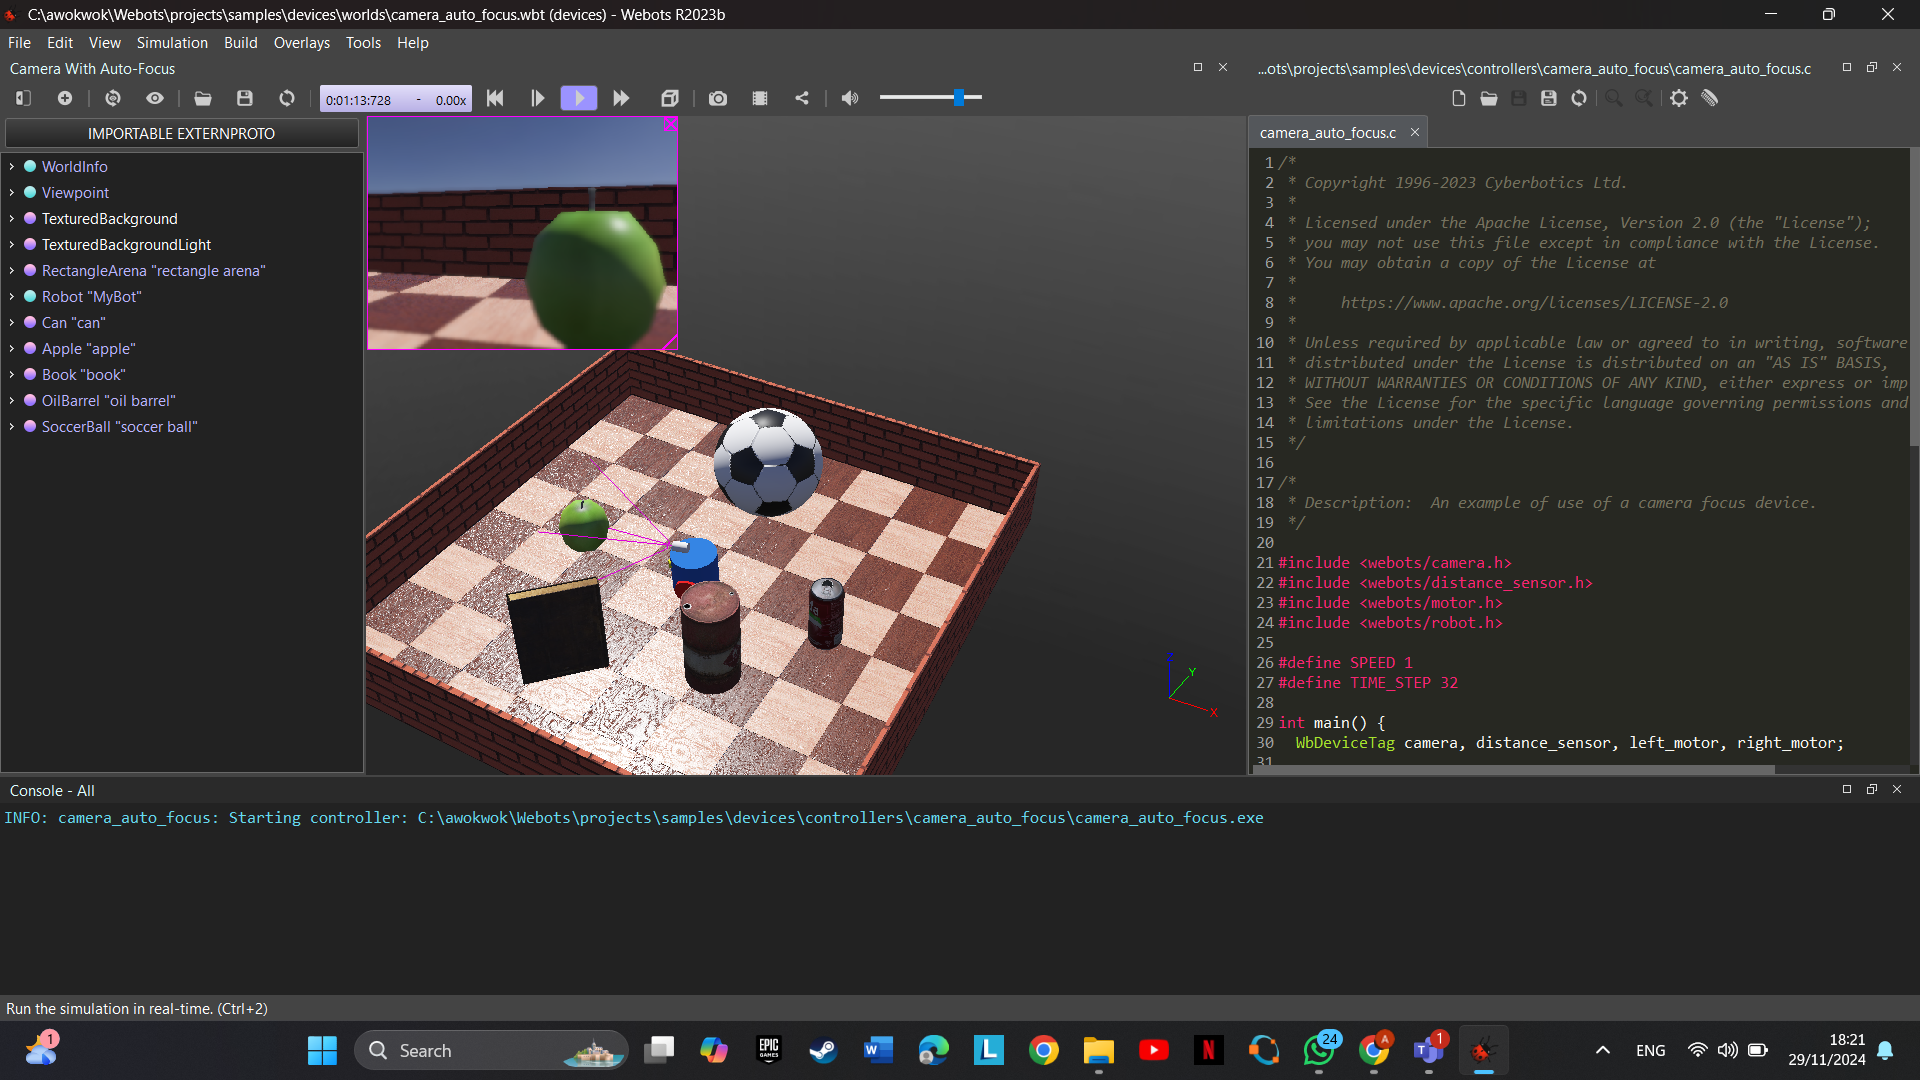 C:\awokwok\Webots\projects\samples\devices\worlds\camera_auto_focus.wbt (devices) - Webots R2023b
File Edit View Simulation Build Overlays Tools Help
Camera With Auto-Focus
...ots\projects\samples\devices\controllers\camera_auto_focus\camera_auto_focus.c
0:01:13:728 - 0.00x
IMPORTABLE EXTERNPROTO
WorldInfo
Viewpoint
TexturedBackground
TexturedBackgroundLight
RectangleArena "rectangle arena"
Robot "MyBot"
Can "can"
Apple "apple"
Book "book"
OilBarrel "oil barrel"
SoccerBall "soccer ball"
Z
Y
X
camera_auto_focus.c
1 /*
2 * Copyright 1996-2023 Cyberbotics Ltd.
3 *
4 * Licensed under the Apache License, Version 2.0 (the "License");
5 * you may not use this file except in compliance with the License.
6 * You may obtain a copy of the License at
7 *
8 * https://www.apache.org/licenses/LICENSE-2.0
9 *
10 * Unless required by applicable law or agreed to in writing, software
11 * distributed under the License is distributed on an "AS IS" BASIS,
12 * WITHOUT WARRANTIES OR CONDITIONS OF ANY KIND, either express or imp
13 * See the License for the specific language governing permissions and
14 * limitations under the License.
15 */
16
17 /*
18 * Description: An example of use of a camera focus device.
19 */
20
21 #include <webots/camera.h>
22 #include <webots/distance_sensor.h>
23 #include <webots/motor.h>
24 #include <webots/robot.h>
25
26 #define SPEED 1
27 #define TIME_STEP 32
28
29 int main() {
30 WbDeviceTag camera, distance_sensor, left_motor, right_motor;
31
Console - All
INFO: camera_auto_focus: Starting controller: C:\awokwok\Webots\projects\samples\devices\controllers\camera_auto_focus\camera_auto_focus.exe
Run the simulation in real-time. (Ctrl+2)
1
Search
EPIC GAMES
W
L
N
24
A
T
1
ENG
18:21
29/11/2024